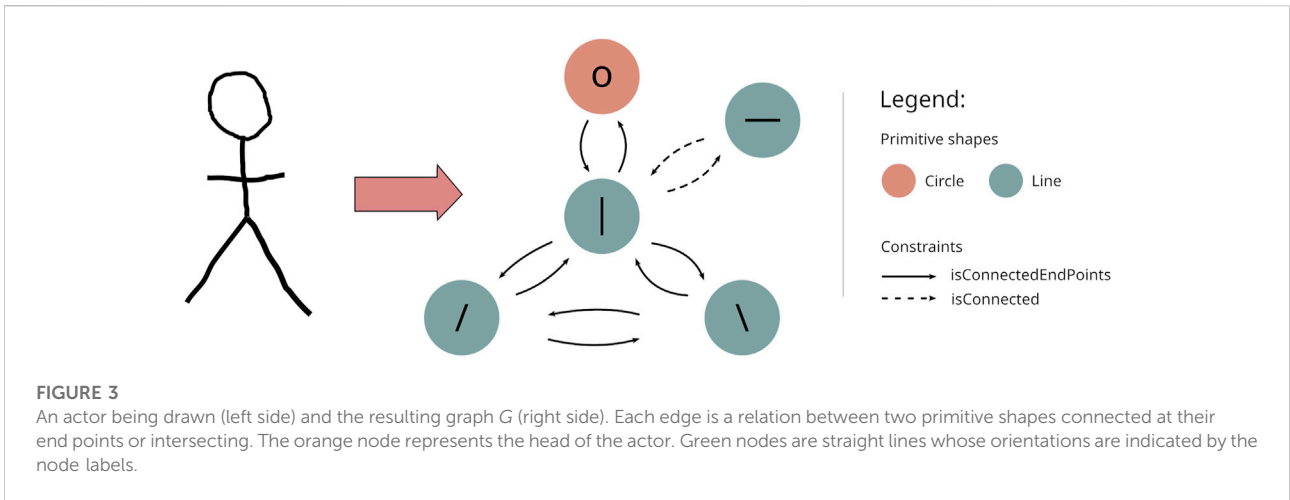 O
—
|
/
\
Legend:
Primitive shapes
Circle
Line
Constraints
isConnectedEndPoints
isConnected
FIGURE 3
An actor being drawn (left side) and the resulting graph G (right side). Each edge is a relation between two primitive shapes connected at their
end points or intersecting. The orange node represents the head of the actor. Green nodes are straight lines whose orientations are indicated by the
node labels.